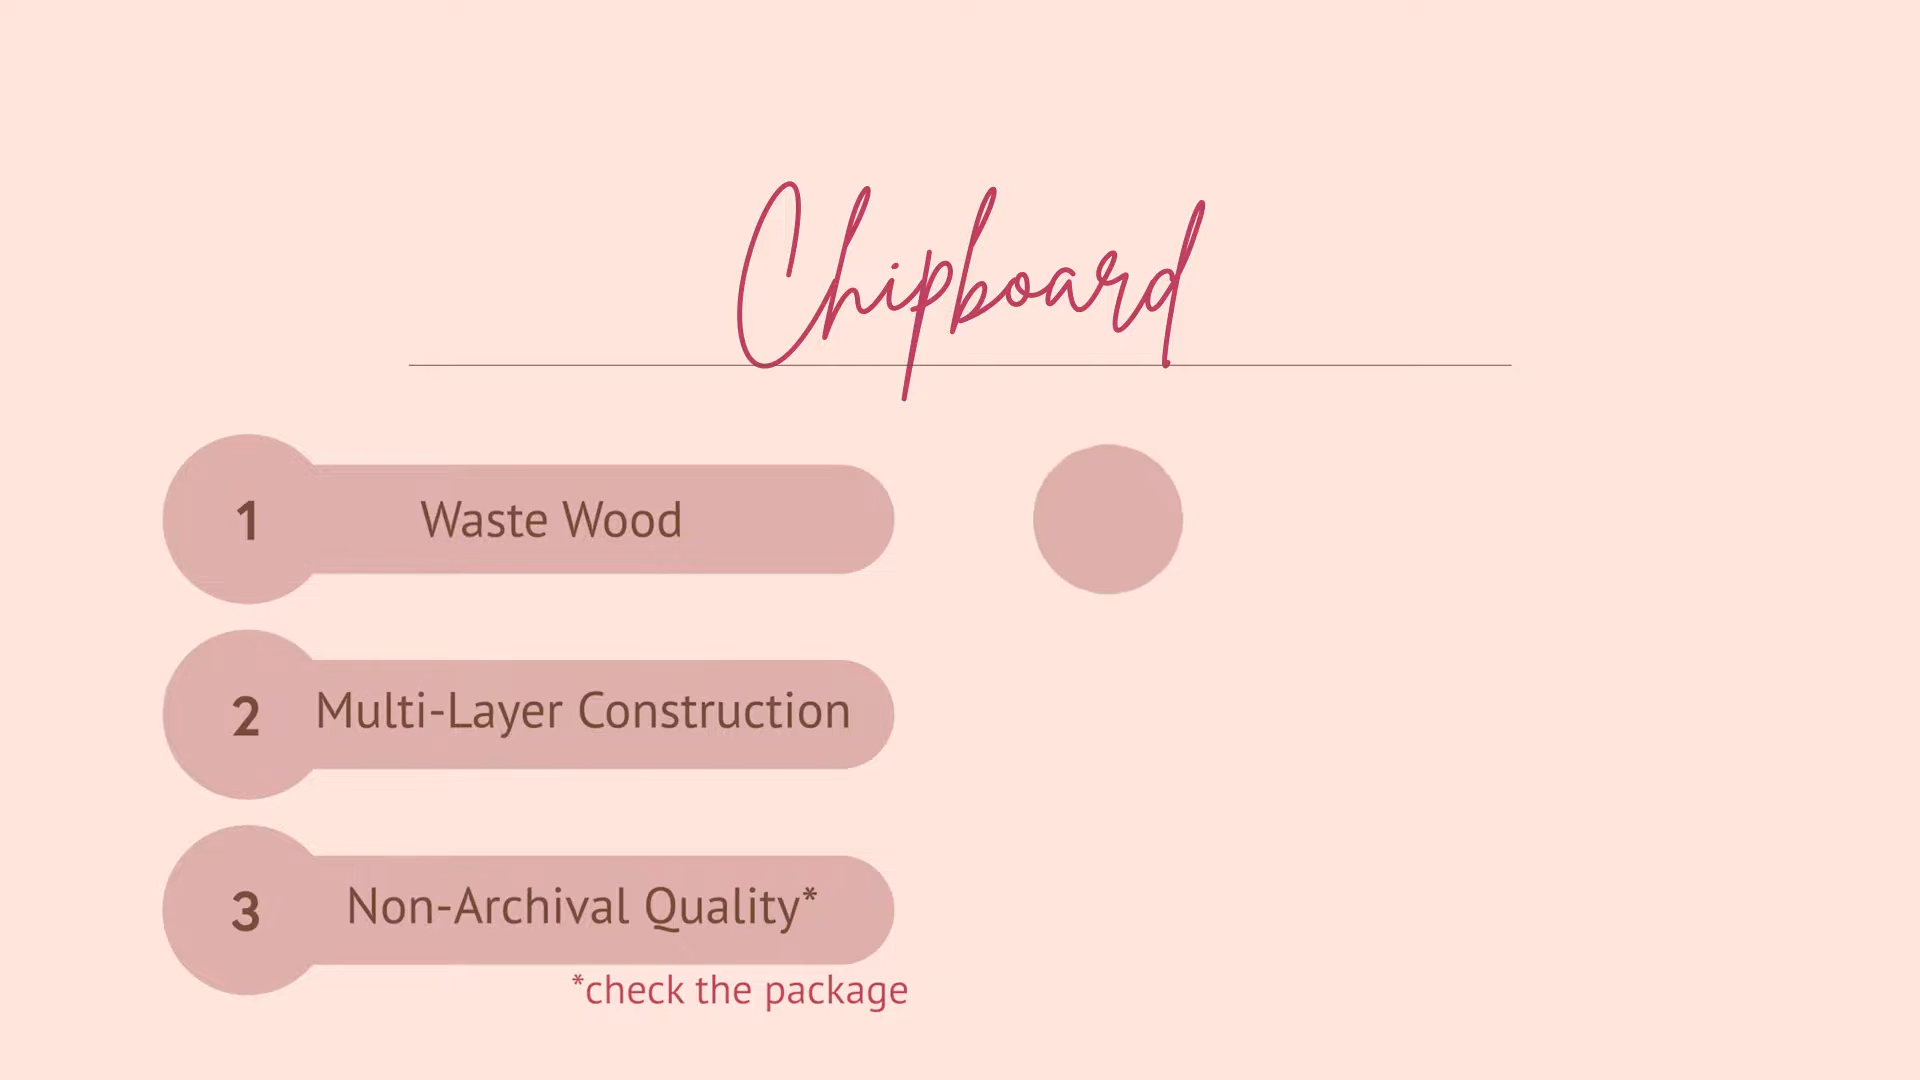 Chipboard
1 Waste Wood
2 Multi-Layer Construction
3 Non-Archival Quality*
*check the package